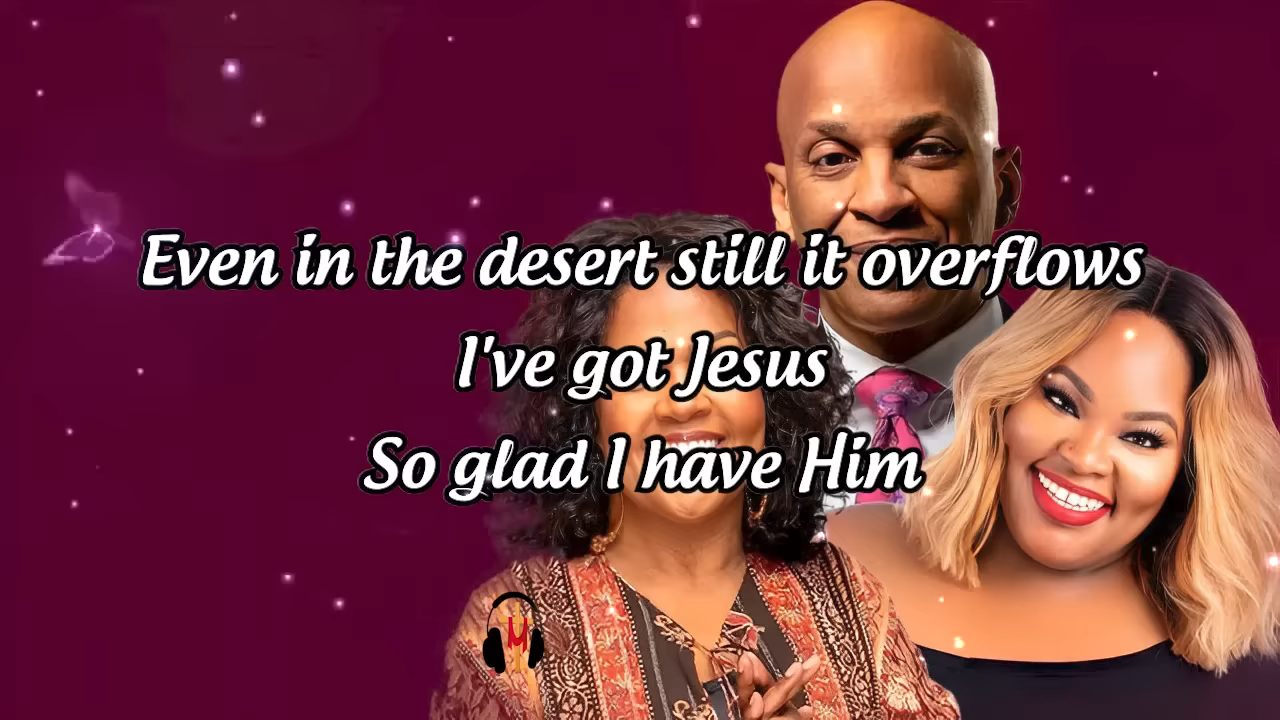 Even in the desert still it overflows
I've got Jesus
So glad I have Him